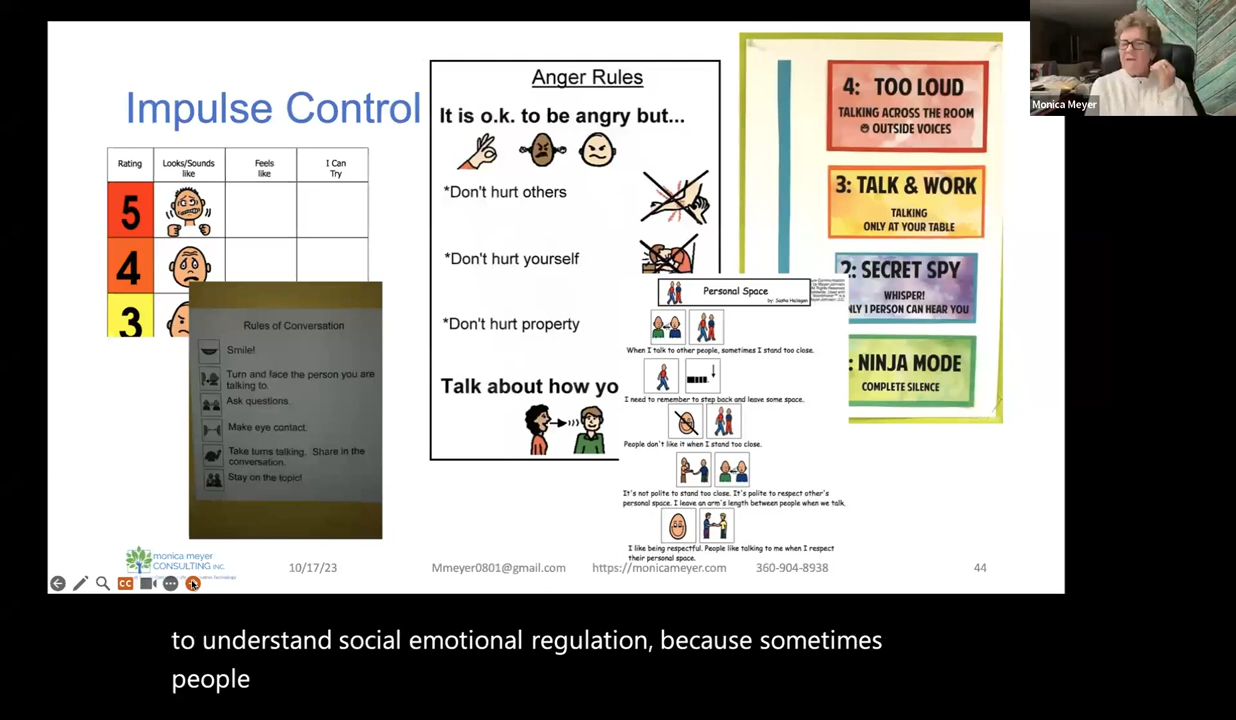 Impulse Control
Rating
Looks/Sounds
like
Feels
like
I Can
Try
5
4
3
Rules of Conversation
Smile!
Turn and face the person you are
talking to.
Ask questions.
Make eye contact.
Take turns talking. Share in the
conversation.
Stay on the topic!
Anger Rules
It is o.k. to be angry but...
*Don't hurt others
*Don't hurt yourself
*Don't hurt property
Talk about how yo
Personal Space
by: Sasha Hallagan
When I talk to other people, sometimes I stand too close.
I need to remember to step back and leave some space.
People don't like it when I stand too close.
It's not polite to stand too close. It's polite to respect other's
personal space. I leave an arm's length between people when we talk.
I like being respectful. People like talking to me when I respect
their personal space.
4: TOO LOUD
TALKING ACROSS THE ROOM
OUTSIDE VOICES
3: TALK & WORK
TALKING
ONLY AT YOUR TABLE
2: SECRET SPY
WHISPER!
NLY 1 PERSON CAN HEAR YOU
: NINJA MODE
COMPLETE SILENCE
Monica Meyer
monica meyer
CONSULTING INC.
10/17/23
Mmeyer0801@gmail.com
https://monicameyer.com
360-904-8938
44
CC
to understand social emotional regulation, because sometimes
people